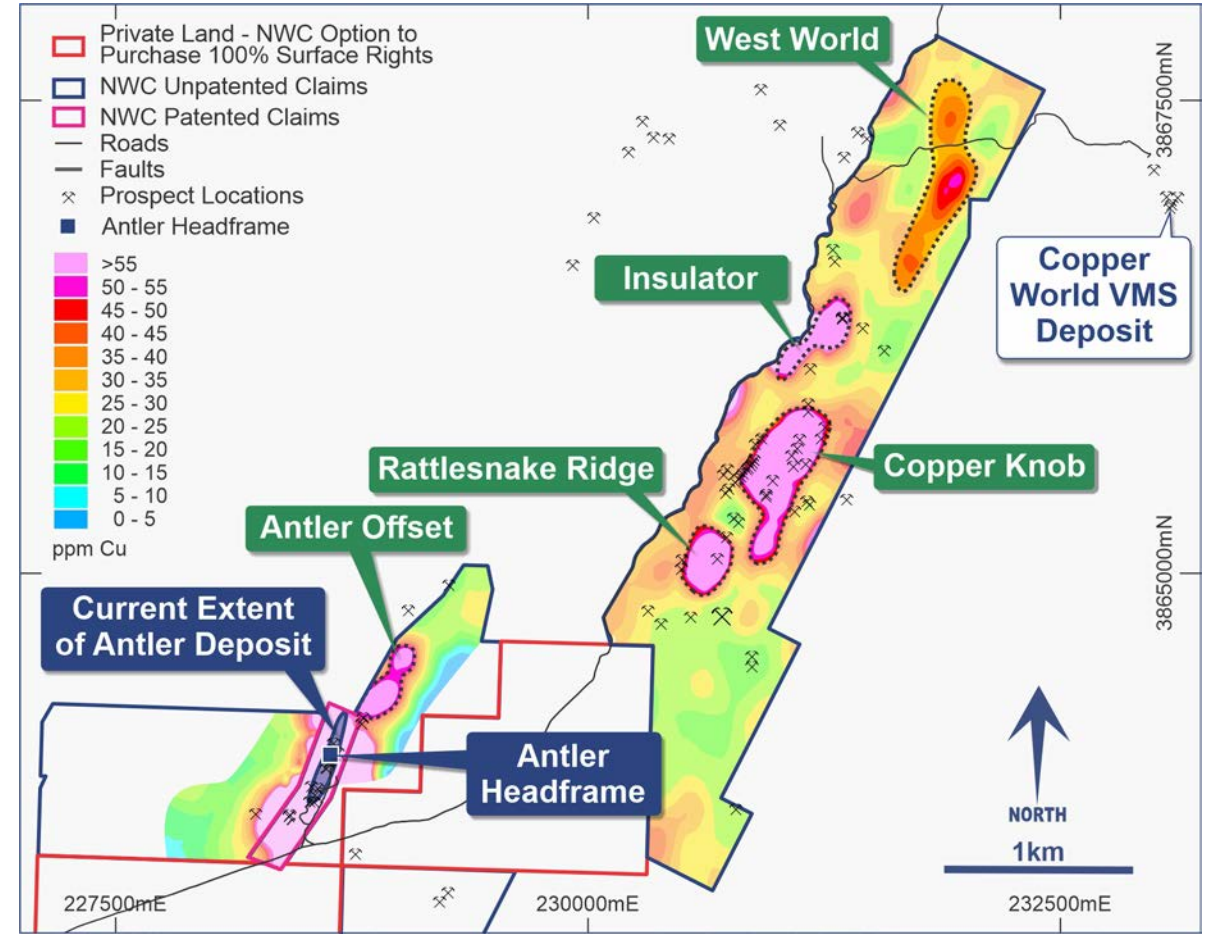 Private Land - NWC Option to
Purchase 100% Surface Rights
NWC Unpatented Claims
NWC Patented Claims
Roads
Faults
Prospect Locations
Antler Headframe
>55
50 - 55
45 - 50
40 - 45
35 - 40
30 - 35
25 - 30
20 - 25
15 - 20
10 - 15
5 - 10
0 - 5
ppm Cu
West World
3867500mN
Copper
World VMS
Deposit
Insulator
Rattlesnake Ridge
Copper Knob
Antler Offset
3865000mN
Current Extent
of Antler Deposit
Antler
Headframe
NORTH
1km
227500mE
230000mE
232500mE